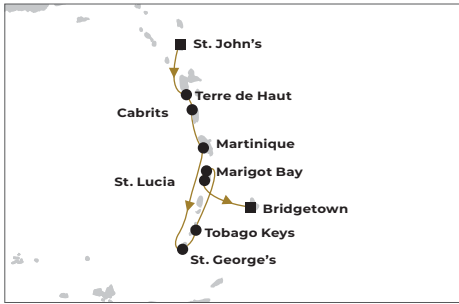 St. John's
Terre de Haut
Cabrits
Martinique
Marigot Bay
St. Lucia
Bridgetown
Tobago Keys
St. George's